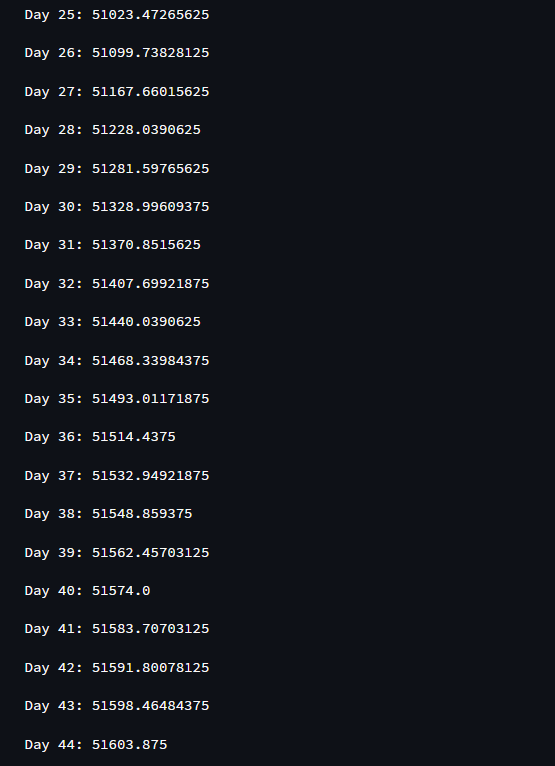 Day 25: 51023.47265625
Day 26: 51099.73828125
Day 27: 51167.66015625
Day 28: 51228.0390625
Day 29: 51281.59765625
Day 30: 51328.99609375
Day 31: 51370.8515625
Day 32: 51407.69921875
Day 33: 51440.0390625
Day 34: 51468.33984375
Day 35: 51493.01171875
Day 36: 51514.4375
Day 37: 51532.94921875
Day 38: 51548.859375
Day 39: 51562.45703125
Day 40: 51574.0
Day 41: 51583.70703125
Day 42: 51591.80078125
Day 43: 51598.46484375
Day 44: 51603.875